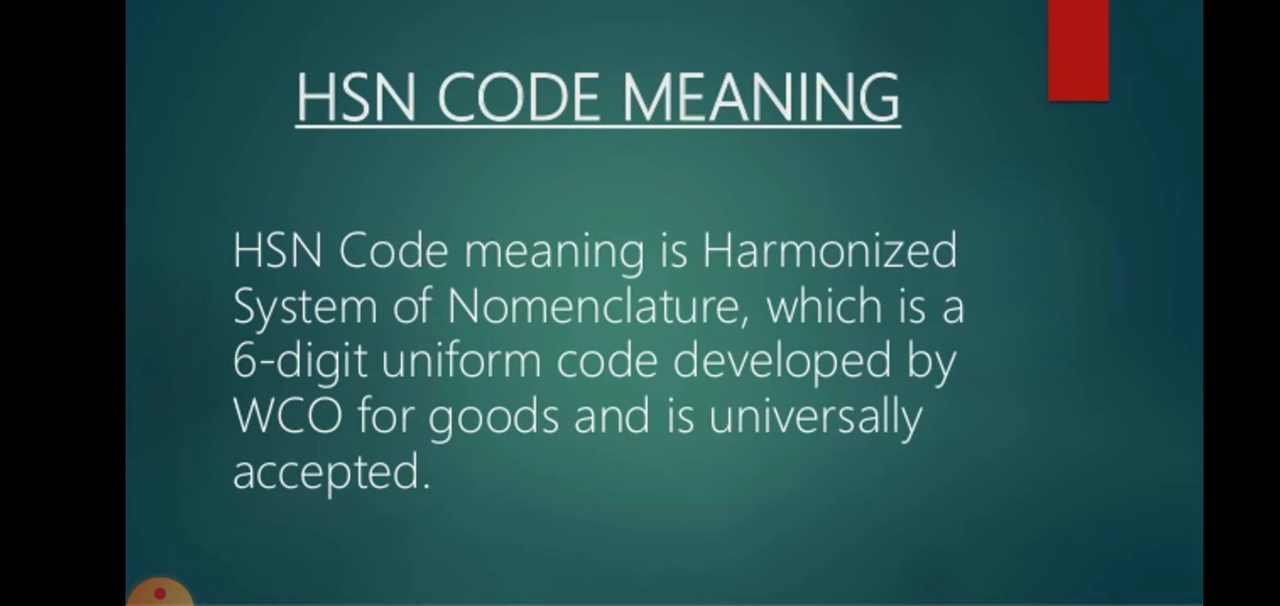 HSN CODE MEANING
HSN Code meaning is Harmonized
System of Nomenclature, which is a
6-digit uniform code developed by
WCO for goods and is universally
accepted.